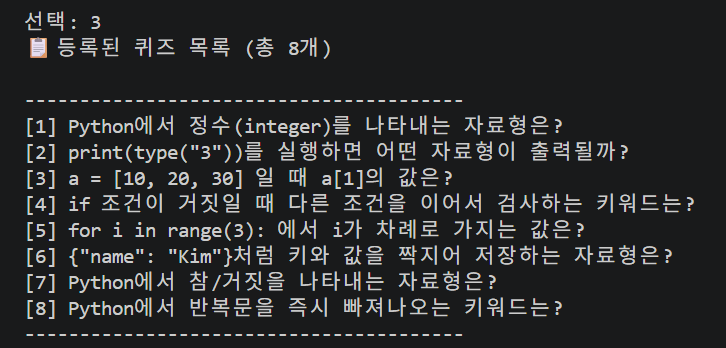 선택: 3
📋 등록된 퀴즈 목록 (총 8개)
----------------------------------------
[1] Python에서 정수(integer)를 나타내는 자료형은?
[2] print(type("3"))를 실행하면 어떤 자료형이 출력될까?
[3] a = [10, 20, 30] 일 때 a[1]의 값은?
[4] if 조건이 거짓일 때 다른 조건을 이어서 검사하는 키워드는?
[5] for i in range(3): 에서 i가 차례로 가지는 값은?
[6] {"name": "Kim"}처럼 키와 값을 짝지어 저장하는 자료형은?
[7] Python에서 참/거짓을 나타내는 자료형은?
[8] Python에서 반복문을 즉시 빠져나오는 키워드는?
----------------------------------------